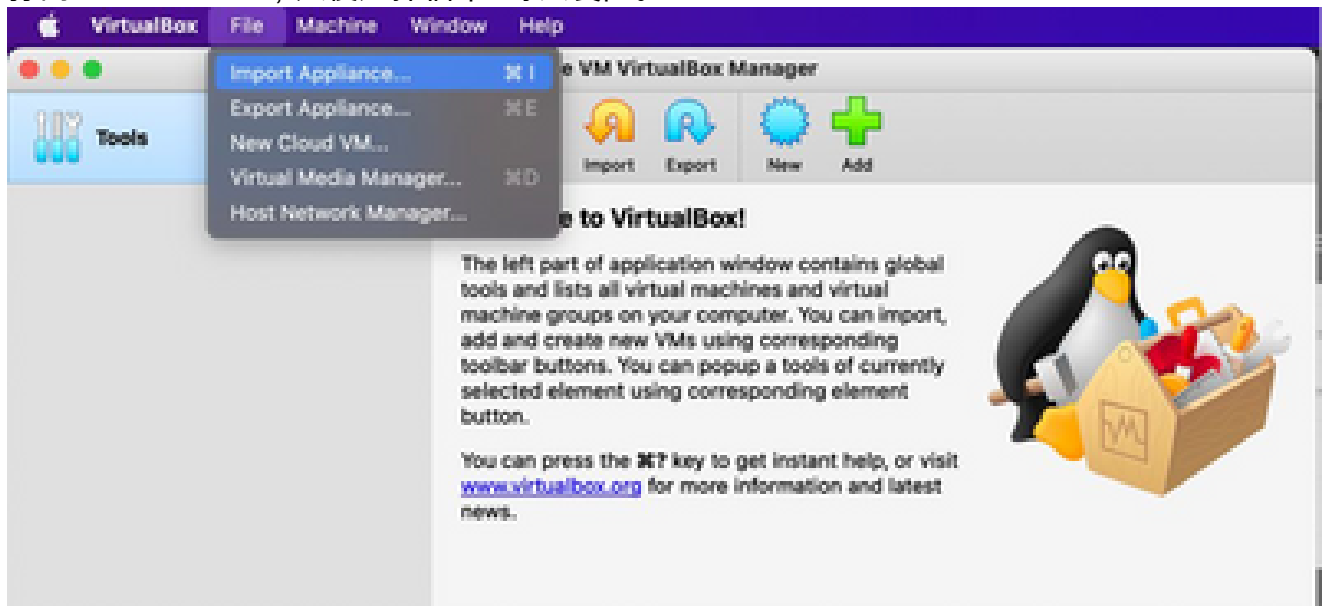 VirtualBox File Machine Window Help
Import Appliance... ⌘ I
Export Appliance... ⌘ E
New Cloud VM...
Virtual Media Manager... ⌘ D
Host Network Manager...
e VM VirtualBox Manager
Tools
Import Export New Add
e to VirtualBox!
The left part of application window contains global
tools and lists all virtual machines and virtual
machine groups on your computer. You can import,
add and create new VMs using corresponding
toolbar buttons. You can popup a tools of currently
selected element using corresponding element
button.
You can press the ⌘? key to get instant help, or visit
www.virtualbox.org for more information and latest
news.